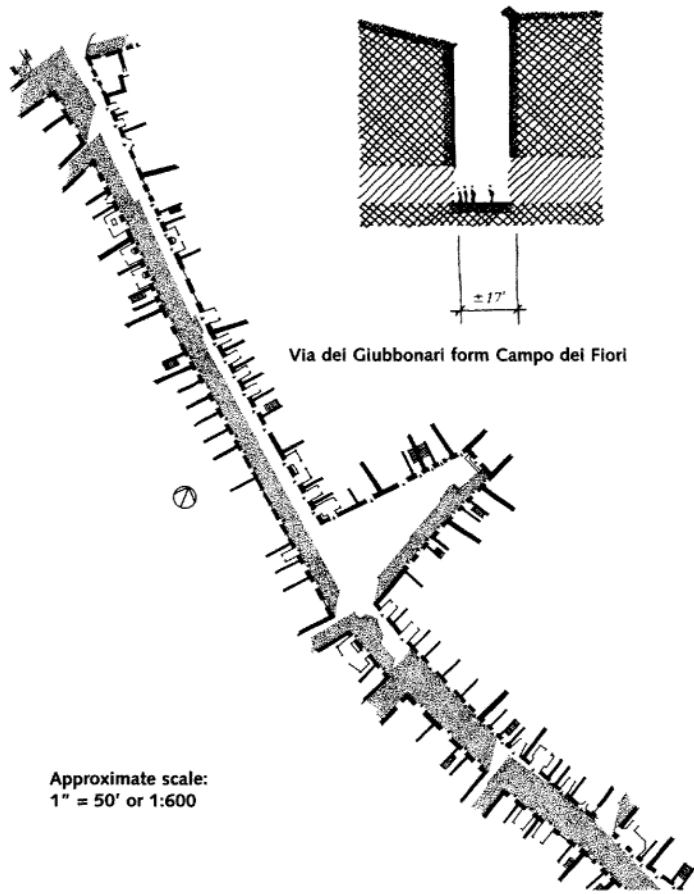 ±17'
Via dei Giubbonari form Campo dei Fiori
Approximate scale:
1" = 50' or 1:600